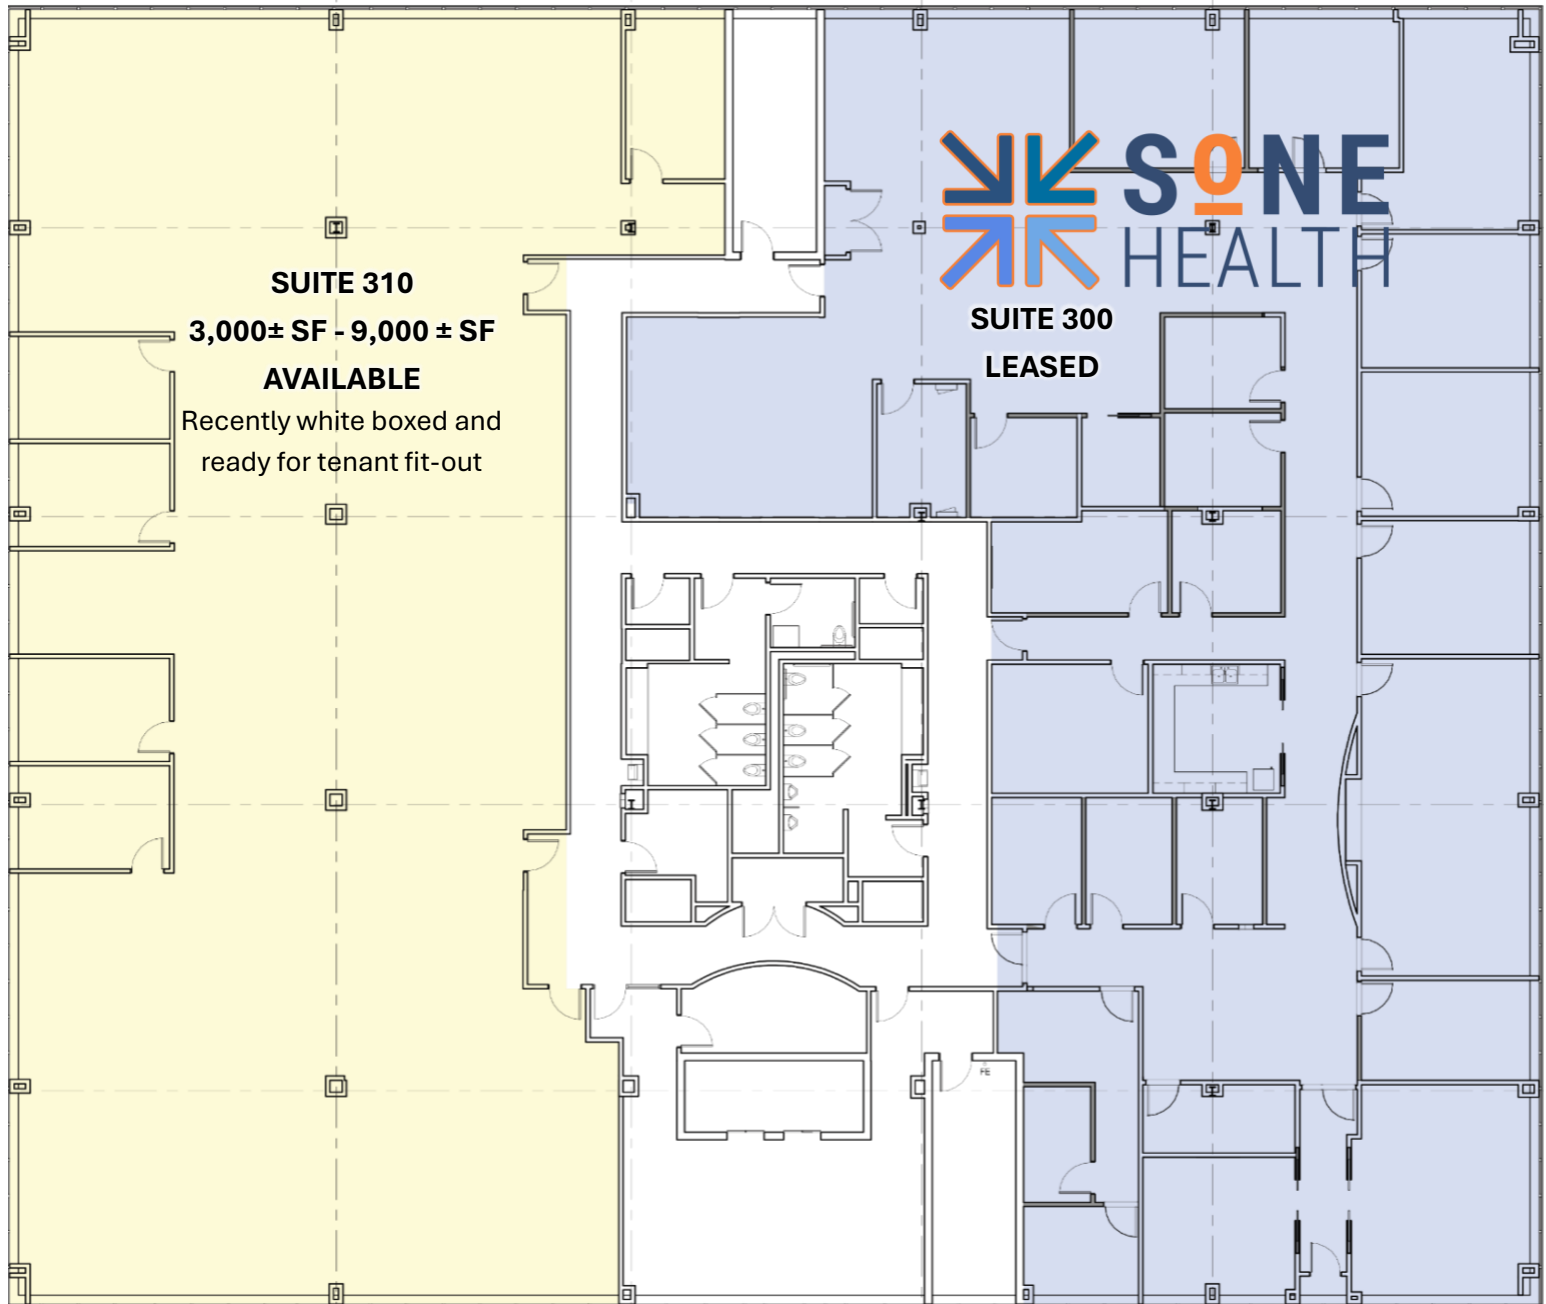 SoNE
HEALTH
SUITE 310
3,000± SF - 9,000 ± SF
AVAILABLE
Recently white boxed and
ready for tenant fit-out
SUITE 300
LEASED
FE